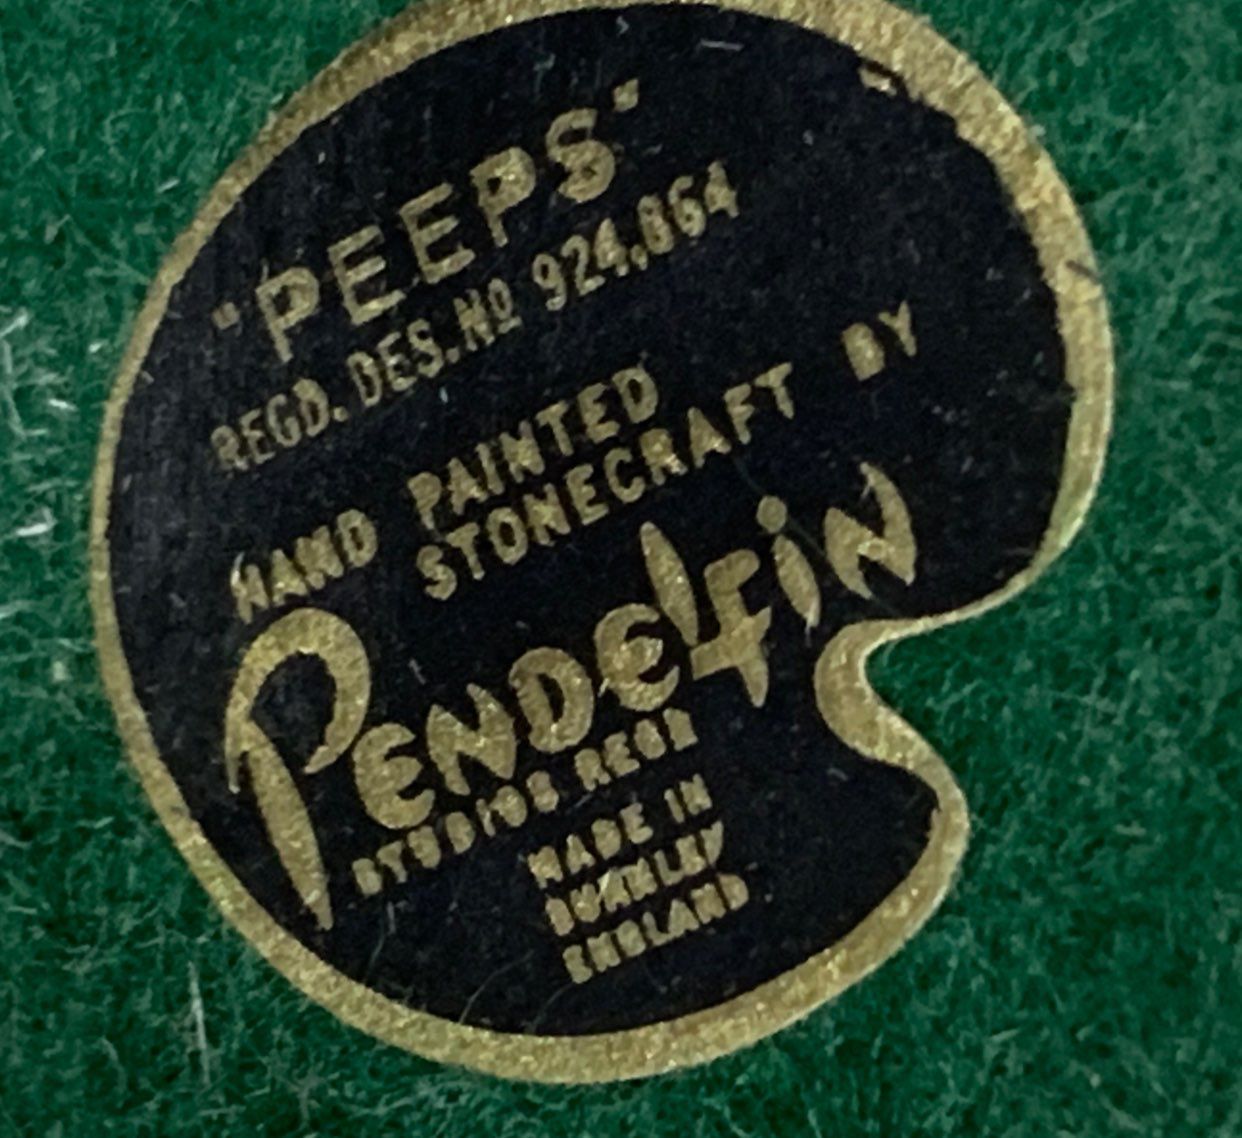 "PEEPS"
REGD. DES. Nº 924,864
HAND PAINTED
STONECRAFT BY
PENDELFIN
STUDIOS REGD
MADE IN
BURNLEY
ENGLAND